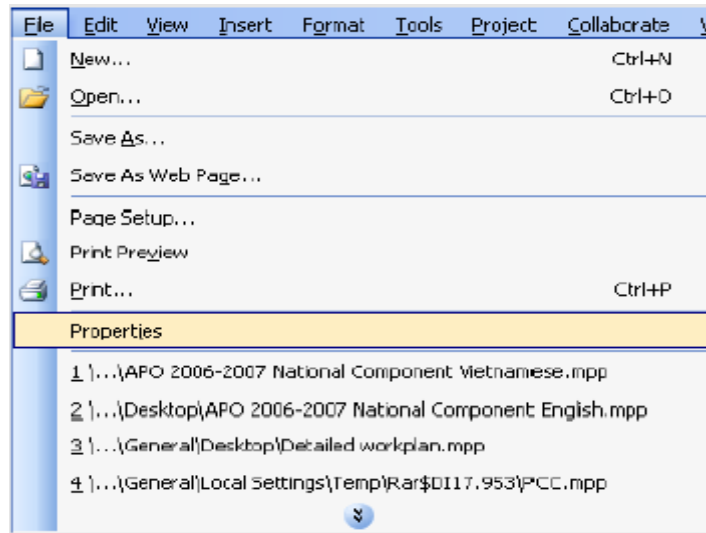 File Edit View Insert Format Tools Project Collaborate
New... Ctrl+N
Open... Ctrl+O
Save As...
Save As Web Page...
Page Setup...
Print Preview
Print... Ctrl+P
Properties
1 \...\APO 2006-2007 National Component Vietnamese.mpp
2 \...\Desktop\APO 2006-2007 National Component English.mpp
3 \...\General\Desktop\Detailed workplan.mpp
4 \...\General\Local Settings\Temp\Rar$DI17.953\PCC.mpp